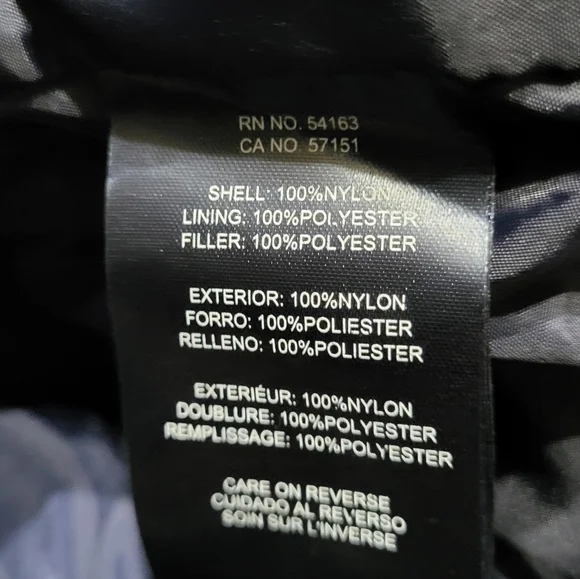 RN NO. 54163
CA NO. 57151
SHELL: 100%NYLON
LINING: 100%POLYESTER
FILLER: 100%POLYESTER
EXTERIOR: 100%NYLON
FORRO: 100%POLIESTER
RELLENO: 100%POLIESTER
EXTERIÉUR: 100%NYLON
DOUBLURE: 100%POLYESTER
REMPLISSAGE: 100%POLYESTER
CARE ON REVERSE
CUIDADO AL REVERSO
SOIN SUR L'INVERSE